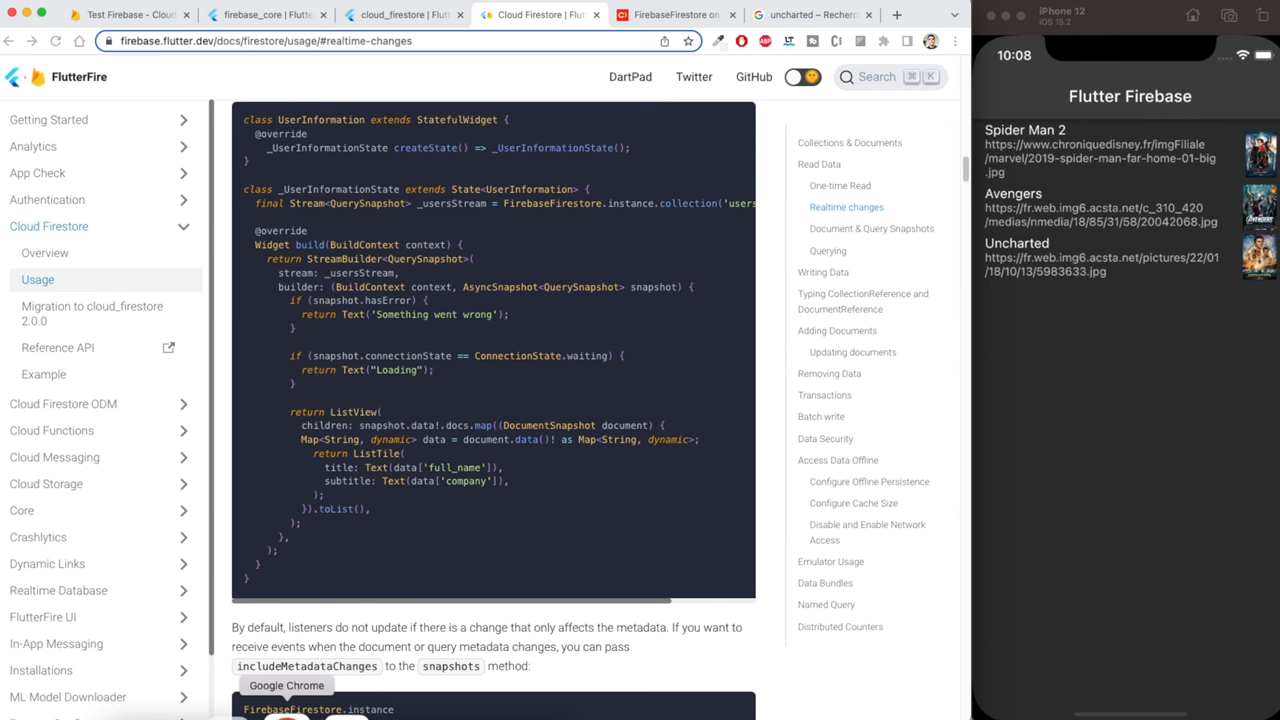 Test Firebase - Cloud
firebase_core | Flutte
cloud_firestore | Flutt
Cloud Firestore | Flutt
FirebaseFirestore on
uncharted – Recherc
iPhone 12
iOS 15.2
firebase.flutter.dev/docs/firestore/usage/#realtime-changes
10:08
FlutterFire
DartPad
Twitter
GitHub
Search
⌘
K
Flutter Firebase
Getting Started
Analytics
App Check
Authentication
Cloud Firestore
Overview
Usage
Migration to cloud_firestore
2.0.0
Reference API
Example
Cloud Firestore ODM
Cloud Functions
Cloud Messaging
Cloud Storage
Core
Crashlytics
Dynamic Links
Realtime Database
FlutterFire UI
In-App Messaging
Installations
ML Model Downloader
class UserInformation extends StatefulWidget {
@override
_UserInformationState createState() => _UserInformationState();
}
class _UserInformationState extends State<UserInformation> {
final Stream<QuerySnapshot> _usersStream = FirebaseFirestore.instance.collection('users
@override
Widget build(BuildContext context) {
return StreamBuilder<QuerySnapshot>(
stream: _usersStream,
builder: (BuildContext context, AsyncSnapshot<QuerySnapshot> snapshot) {
if (snapshot.hasError) {
return Text('Something went wrong');
}
if (snapshot.connectionState == ConnectionState.waiting) {
return Text("Loading");
}
return ListView(
children: snapshot.data!.docs.map((DocumentSnapshot document) {
Map<String, dynamic> data = document.data()! as Map<String, dynamic>;
return ListTile(
title: Text(data['full_name']),
subtitle: Text(data['company']),
);
}).toList(),
);
},
);
}
}
By default, listeners do not update if there is a change that only affects the metadata. If you want to
receive events when the document or query metadata changes, you can pass
includeMetadataChanges to the snapshots method:
Google Chrome
FirebaseFirestore.instance
Collections & Documents
Read Data
One-time Read
Realtime changes
Document & Query Snapshots
Querying
Writing Data
Typing CollectionReference and
DocumentReference
Adding Documents
Updating documents
Removing Data
Transactions
Batch write
Data Security
Access Data Offline
Configure Offline Persistence
Configure Cache Size
Disable and Enable Network
Access
Emulator Usage
Data Bundles
Named Query
Distributed Counters
Spider Man 2
https://www.chroniquedisney.fr/imgFiliale
/marvel/2019-spider-man-far-home-01-big
.jpg
Avengers
https://fr.web.img6.acsta.net/c_310_420
/medias/nmedia/18/85/31/58/20042068.jpg
Uncharted
https://fr.web.img6.acsta.net/pictures/22/01
/18/10/13/5983633.jpg